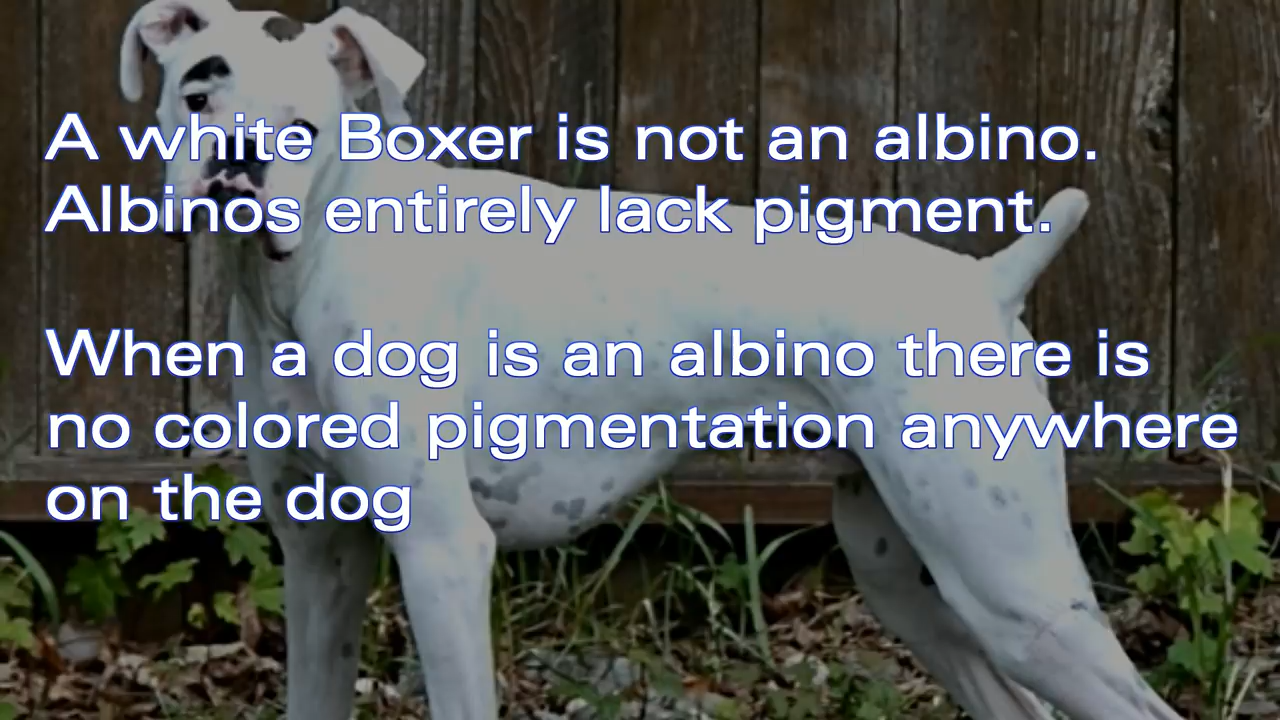 A white Boxer is not an albino.
Albinos entirely lack pigment.
When a dog is an albino there is
no colored pigmentation anywhere
on the dog